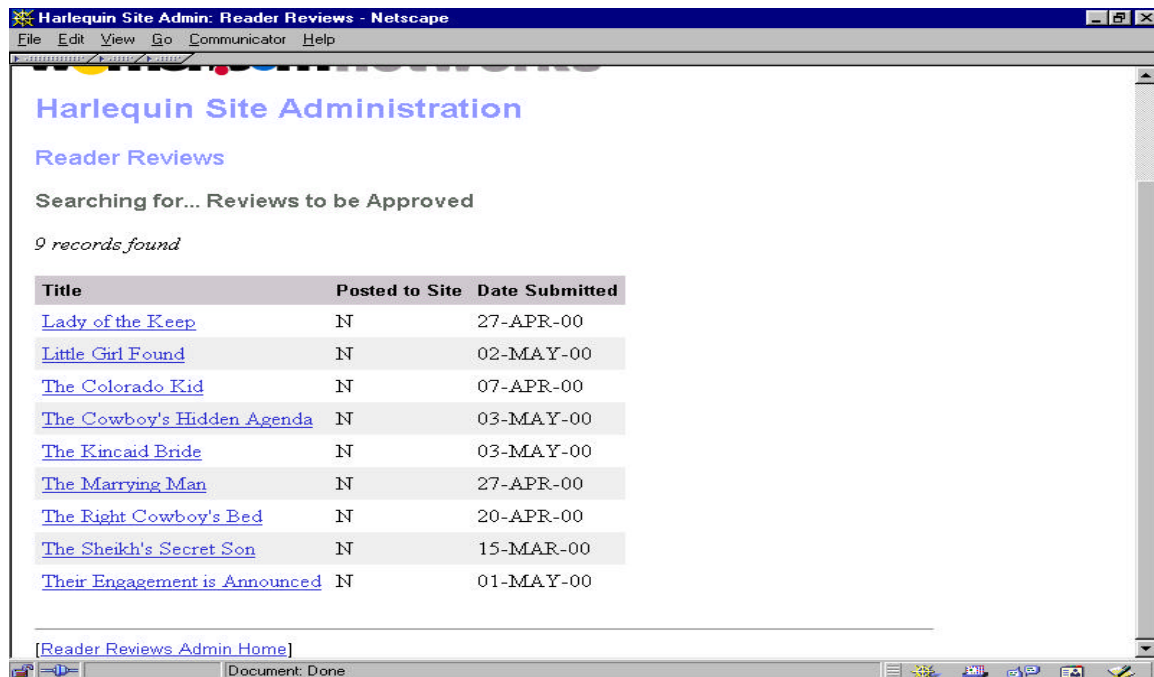 Harlequin Site Admin: Reader Reviews - Netscape
File Edit View Go Communicator Help
Harlequin Site Administration
Reader Reviews
Searching for... Reviews to be Approved
9 records found
Title Posted to Site Date Submitted
Lady of the Keep N 27-APR-00
Little Girl Found N 02-MAY-00
The Colorado Kid N 07-APR-00
The Cowboy's Hidden Agenda N 03-MAY-00
The Kincaid Bride N 03-MAY-00
The Marrying Man N 27-APR-00
The Right Cowboy's Bed N 20-APR-00
The Sheikh's Secret Son N 15-MAR-00
Their Engagement is Announced N 01-MAY-00
[Reader Reviews Admin Home]
Document: Done